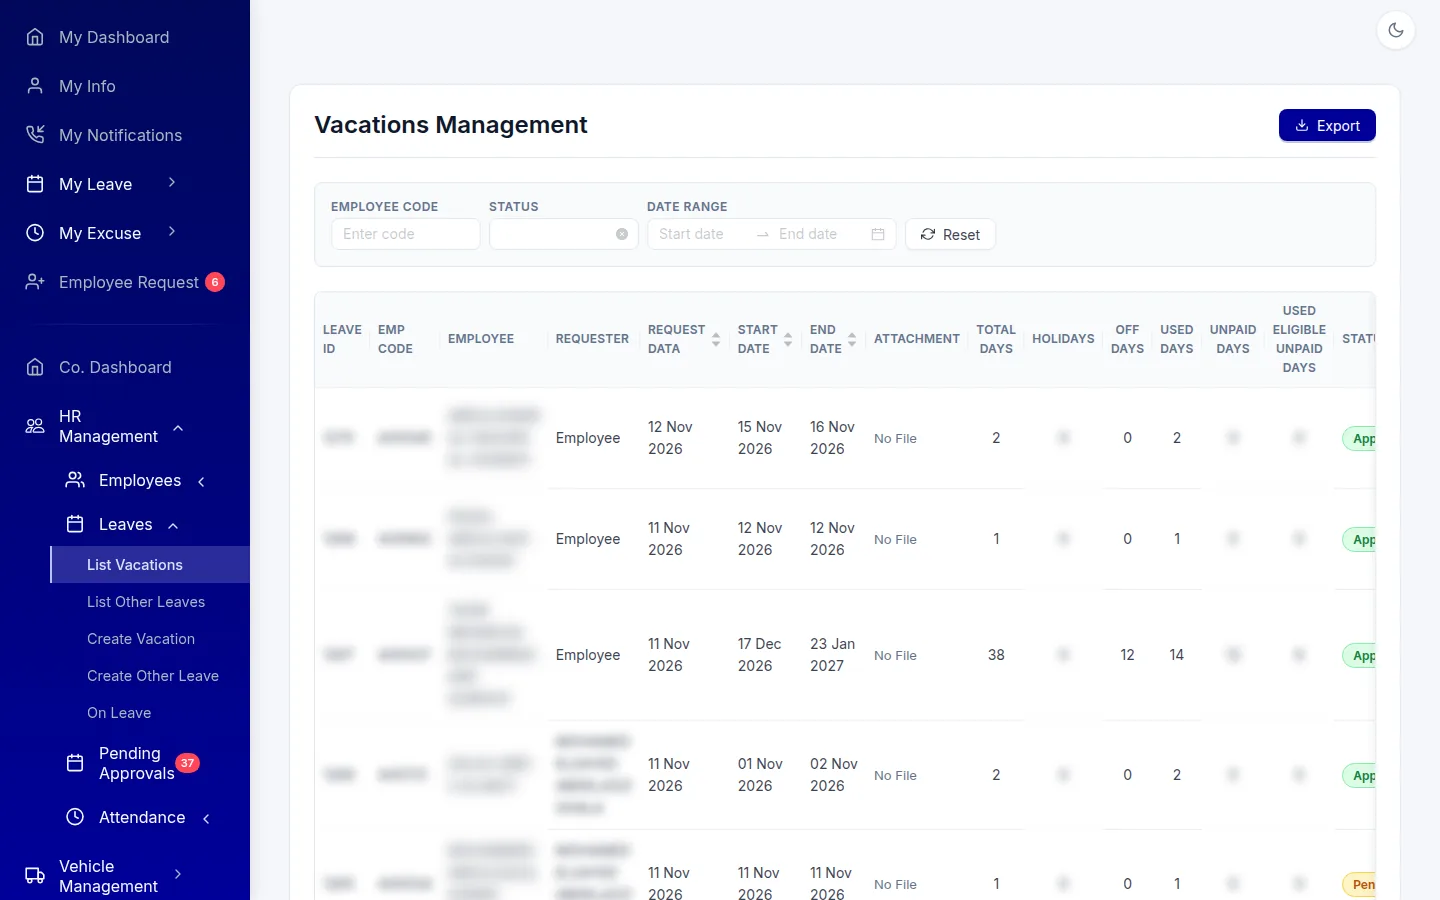 My Dashboard
My Info
My Notifications
My Leave
My Excuse
Employee Request 6
Co. Dashboard
HR
Management
Employees
Leaves
List Vacations
List Other Leaves
Create Vacation
Create Other Leave
On Leave
Pending
Approvals 37
Attendance
Vehicle
Management
Vacations Management
Export
EMPLOYEE CODE
STATUS
DATE RANGE
Enter code
Start date
End date
Reset
LEAVE
ID
EMP
CODE
EMPLOYEE
REQUESTER
REQUEST
DATA
START
DATE
END
DATE
ATTACHMENT
TOTAL
DAYS
HOLIDAYS
OFF
DAYS
USED
DAYS
UNPAID
DAYS
USED
ELIGIBLE
UNPAID
DAYS
STATU
Employee
12 Nov
2026
15 Nov
2026
16 Nov
2026
No File
2
0
2
App
Employee
11 Nov
2026
12 Nov
2026
12 Nov
2026
No File
1
0
1
App
Employee
11 Nov
2026
17 Dec
2026
23 Jan
2027
No File
38
12
14
App
11 Nov
2026
01 Nov
2026
02 Nov
2026
No File
2
0
2
App
11 Nov
2026
11 Nov
2026
11 Nov
2026
No File
1
0
1
Pen